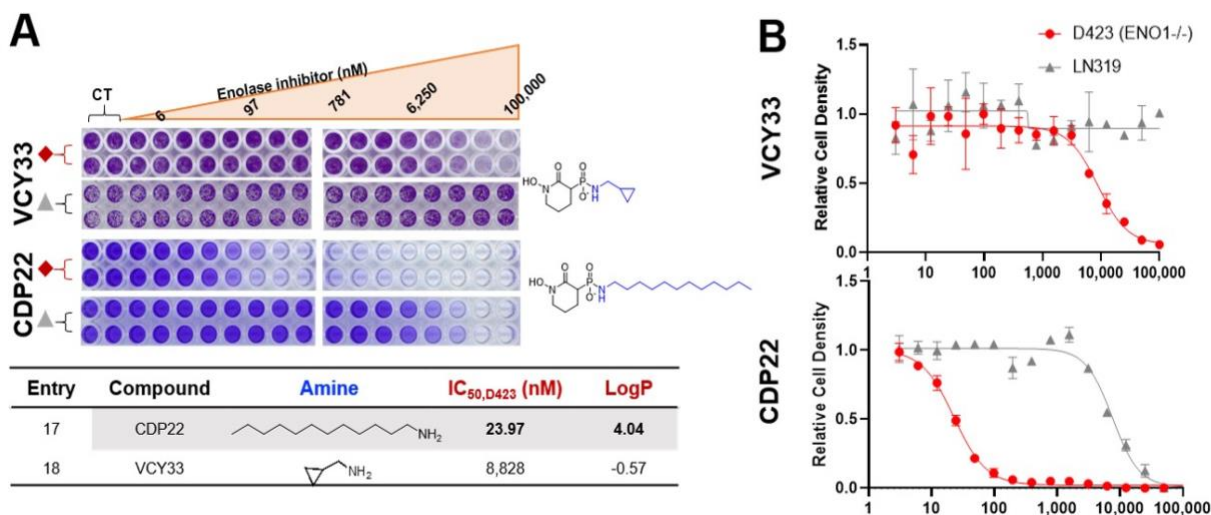 A
Enolase inhibitor (nM)
CT
6
97
781
6,250
100,000
VCY33
CDP22
HO
N
O
O
P
O-
N
H
HO
N
O
O
P
O-
N
H
Entry Compound Amine IC50,D423 (nM) LogP
17 CDP22 NH2 23.97 4.04
18 VCY33 NH2 8,828 -0.57
B
D423 (ENO1-/-)
LN319
VCY33
Relative Cell Density
1.5
1.0
0.5
0.0
1 10 100 1,000 10,000 100,000
CDP22
Relative Cell Density
1.5
1.0
0.5
0.0
1 10 100 1,000 10,000 100,000